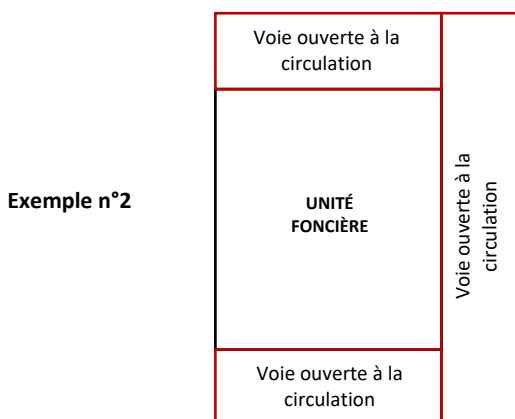 Voie ouverte à la
circulation
Exemple n°2
UNITÉ
FONCIÈRE
Voie ouverte à la
circulation
Voie ouverte à la
circulation